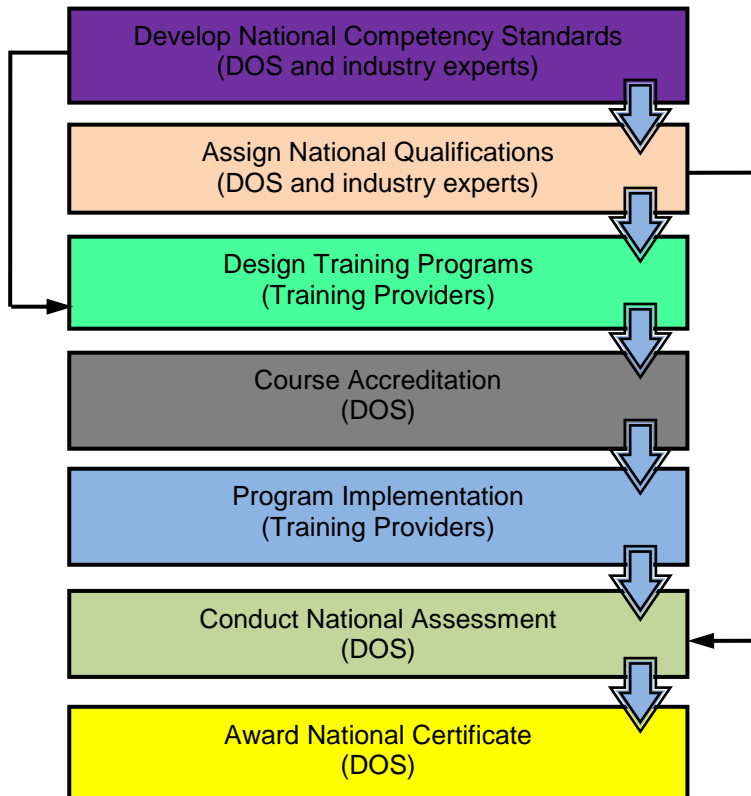 Develop National Competency Standards
(DOS and industry experts)
Assign National Qualifications
(DOS and industry experts)
Design Training Programs
(Training Providers)
Course Accreditation
(DOS)
Program Implementation
(Training Providers)
Conduct National Assessment
(DOS)
Award National Certificate
(DOS)